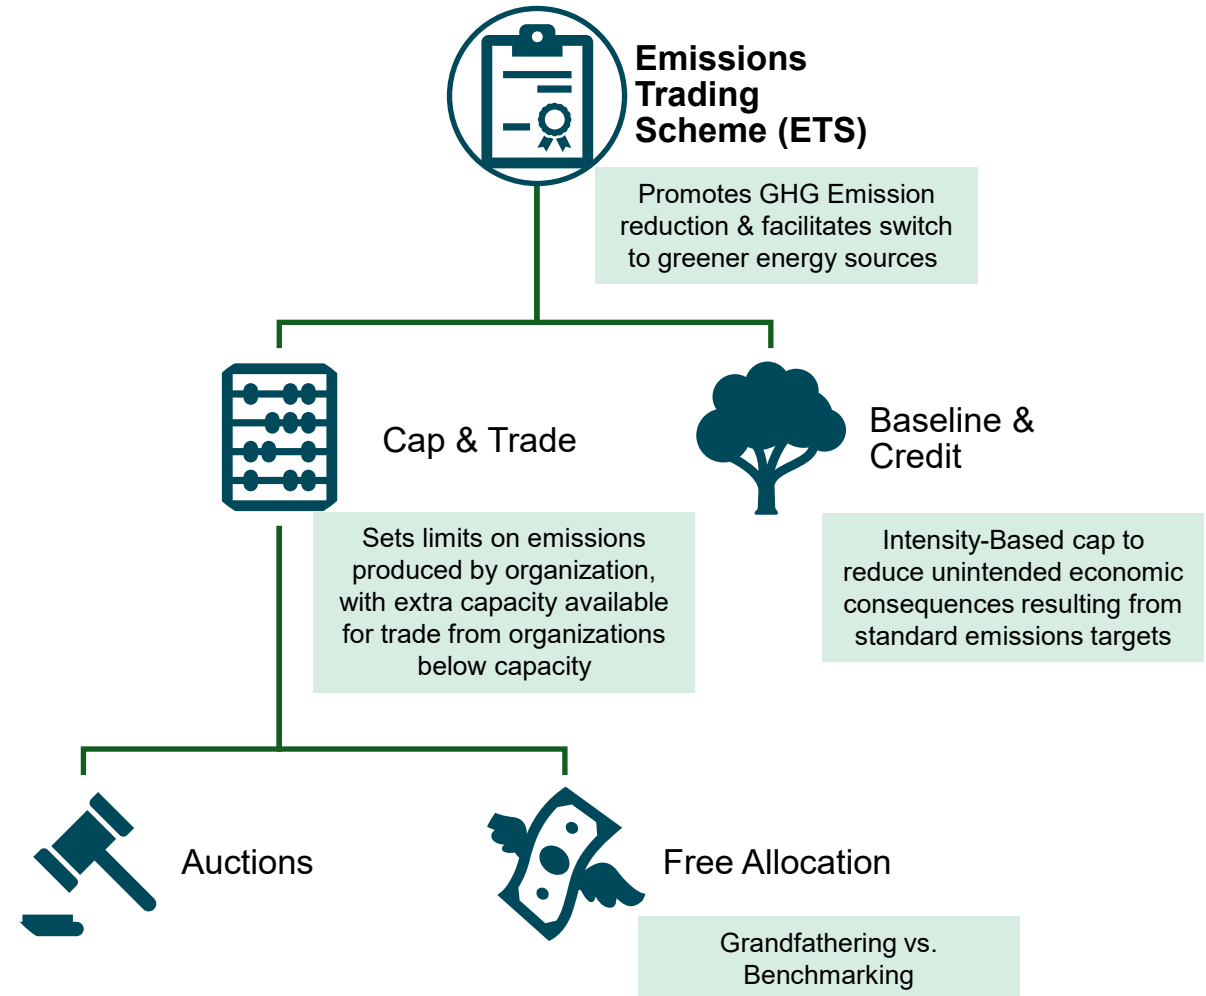 Emissions
Trading
Scheme (ETS)
Promotes GHG Emission
reduction & facilitates switch
to greener energy sources
Cap & Trade
Baseline &
Credit
Sets limits on emissions
produced by organization,
with extra capacity available
for trade from organizations
below capacity
Intensity-Based cap to
reduce unintended economic
consequences resulting from
standard emissions targets
Auctions
Free Allocation
Grandfathering vs.
Benchmarking